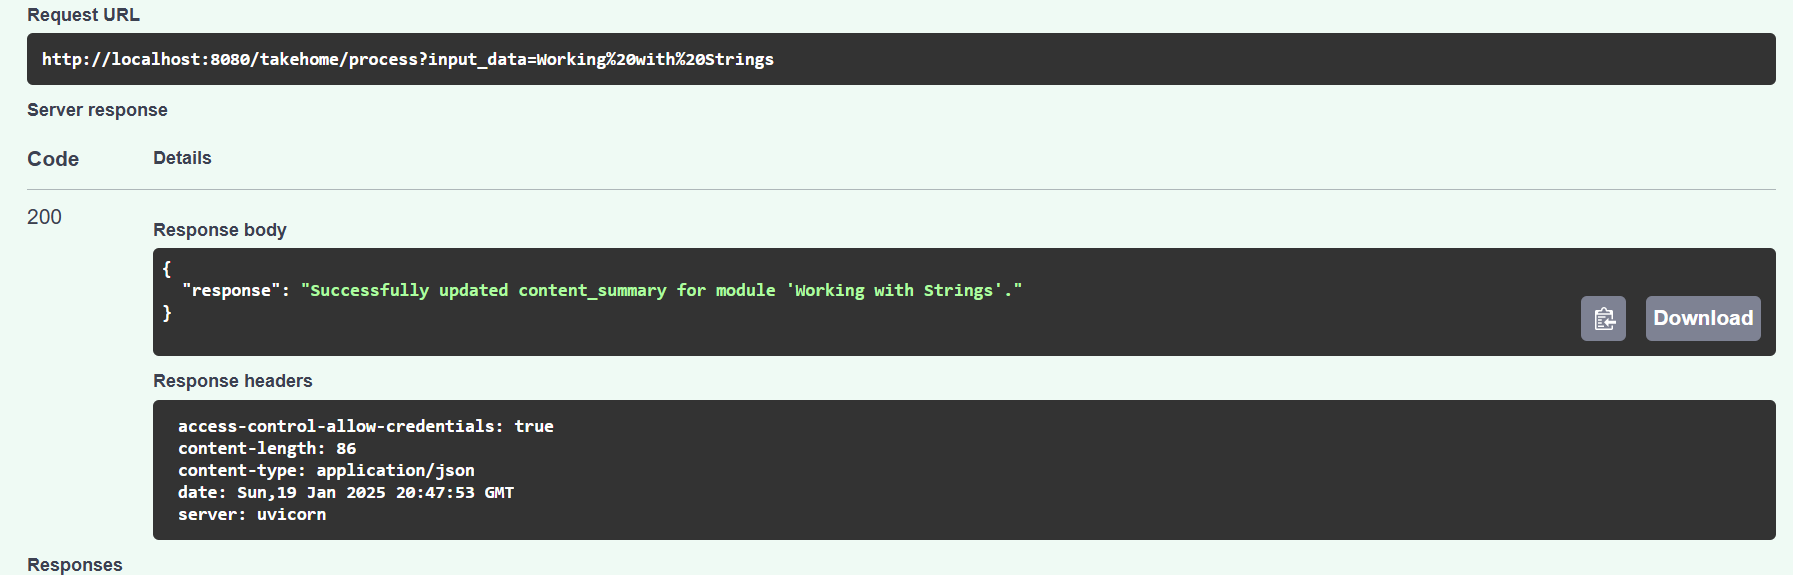 Request URL
http://localhost:8080/takehome/process?input_data=Working%20with%20Strings
Server response
Code Details
200
Response body
{
"response": "Successfully updated content_summary for module 'Working with Strings'."
}
Download
Response headers
access-control-allow-credentials: true
content-length: 86
content-type: application/json
date: Sun,19 Jan 2025 20:47:53 GMT
server: uvicorn
Responses